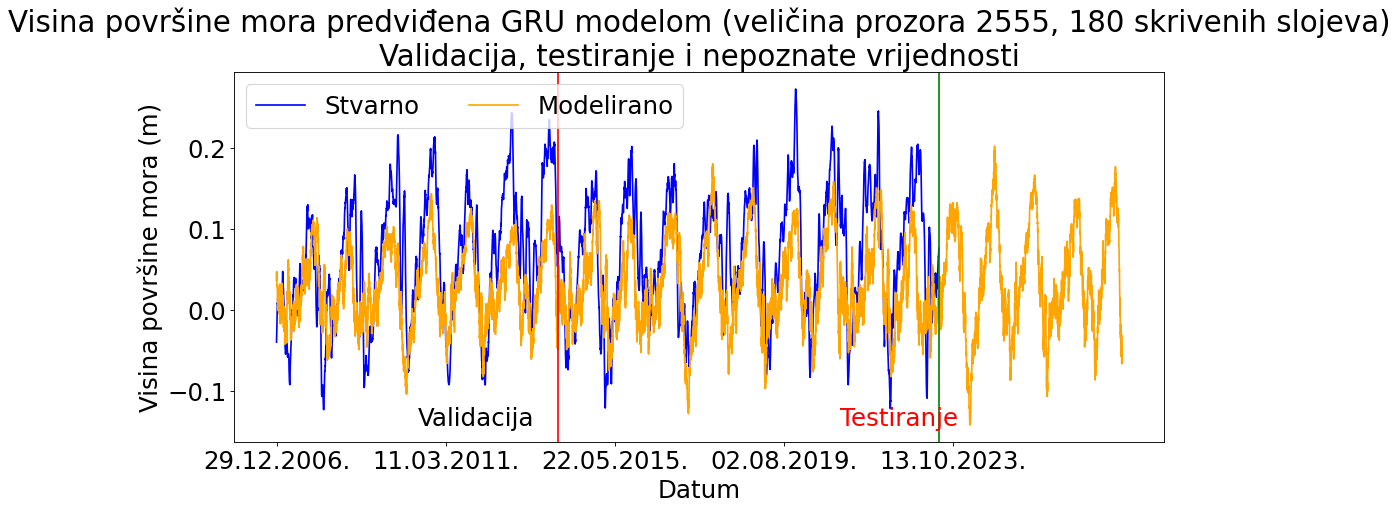 Visina površine mora predviđena GRU modelom (veličina prozora 2555, 180 skrivenih slojeva)
Validacija, testiranje i nepoznate vrijednosti
Stvarno
Modelirano
Visina površine mora (m)
0.2
0.1
0.0
−0.1
Validacija
Testiranje
29.12.2006.
11.03.2011.
22.05.2015.
02.08.2019.
13.10.2023.
Datum